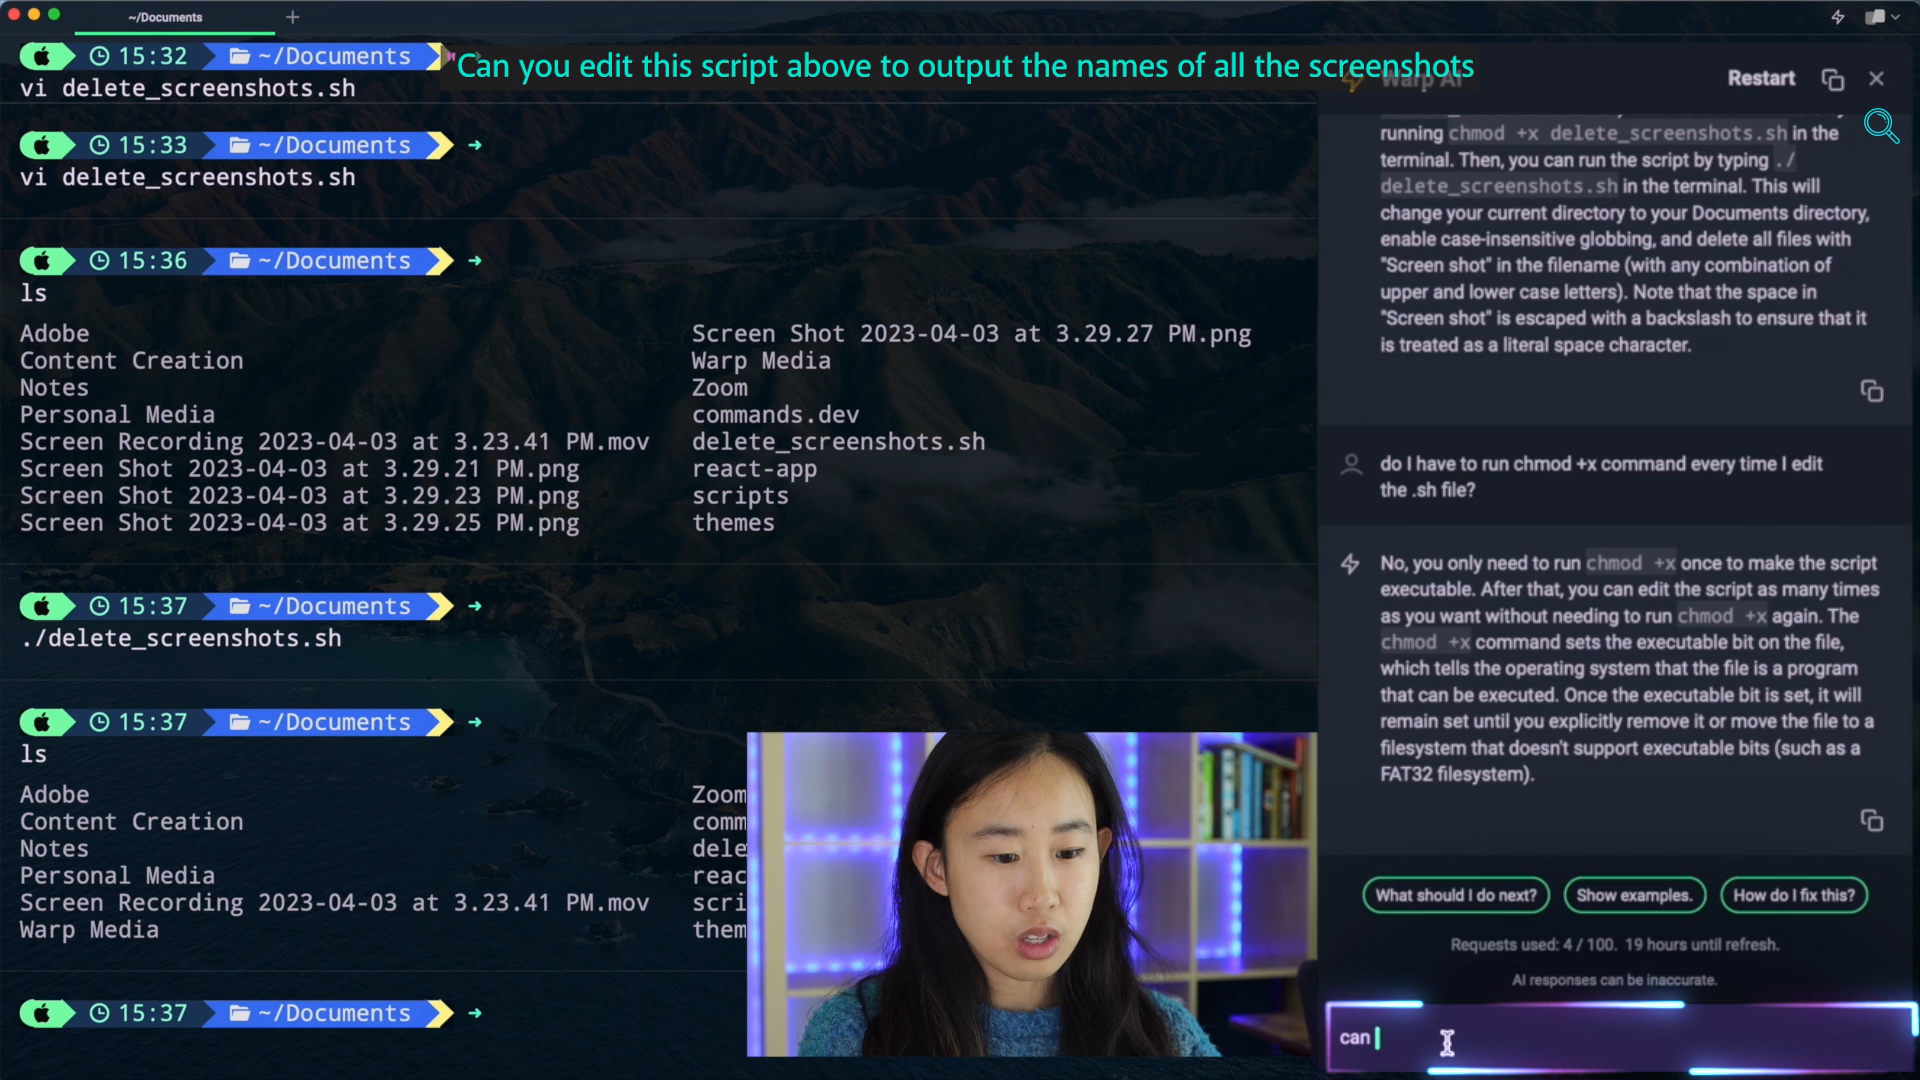 ~/Documents
15:32 ~/Documents
vi delete_screenshots.sh
15:33 ~/Documents
vi delete_screenshots.sh
15:36 ~/Documents
ls
Adobe
Content Creation
Notes
Personal Media
Screen Recording 2023-04-03 at 3.23.41 PM.mov
Screen Shot 2023-04-03 at 3.29.21 PM.png
Screen Shot 2023-04-03 at 3.29.23 PM.png
Screen Shot 2023-04-03 at 3.29.25 PM.png
Screen Shot 2023-04-03 at 3.29.27 PM.png
Warp Media
Zoom
commands.dev
delete_screenshots.sh
react-app
scripts
themes
15:37 ~/Documents
./delete_screenshots.sh
15:37 ~/Documents
ls
Adobe
Content Creation
Notes
Personal Media
Screen Recording 2023-04-03 at 3.23.41 PM.mov
Warp Media
Zoom
comm
dele
reac
scri
them
15:37 ~/Documents
"Can you edit this script above to output the names of all the screenshots
Warp AI
Restart
running chmod +x delete_screenshots.sh in the
terminal. Then, you can run the script by typing ./
delete_screenshots.sh in the terminal. This will
change your current directory to your Documents directory,
enable case-insensitive globbing, and delete all files with
"Screen shot" in the filename (with any combination of
upper and lower case letters). Note that the space in
"Screen shot" is escaped with a backslash to ensure that it
is treated as a literal space character.
do I have to run chmod +x command every time I edit
the .sh file?
No, you only need to run chmod +x once to make the script
executable. After that, you can edit the script as many times
as you want without needing to run chmod +x again. The
chmod +x command sets the executable bit on the file,
which tells the operating system that the file is a program
that can be executed. Once the executable bit is set, it will
remain set until you explicitly remove it or move the file to a
filesystem that doesn't support executable bits (such as a
FAT32 filesystem).
What should I do next? Show examples. How do I fix this?
Requests used: 4 / 100. 19 hours until refresh.
AI responses can be inaccurate.
can